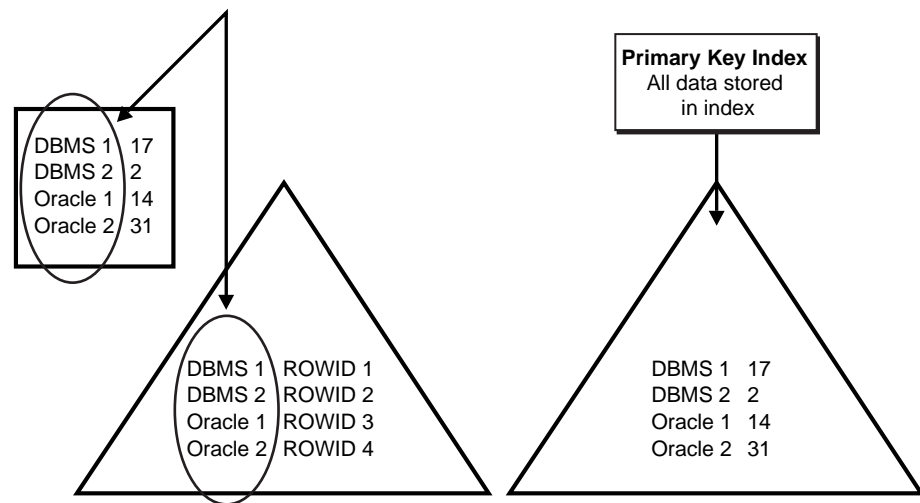 Primary Key Index
All data stored
in index
DBMS 1 17
DBMS 2 2
Oracle 1 14
Oracle 2 31
DBMS 1 ROWID 1
DBMS 2 ROWID 2
Oracle 1 ROWID 3
Oracle 2 ROWID 4
DBMS 1 17
DBMS 2 2
Oracle 1 14
Oracle 2 31